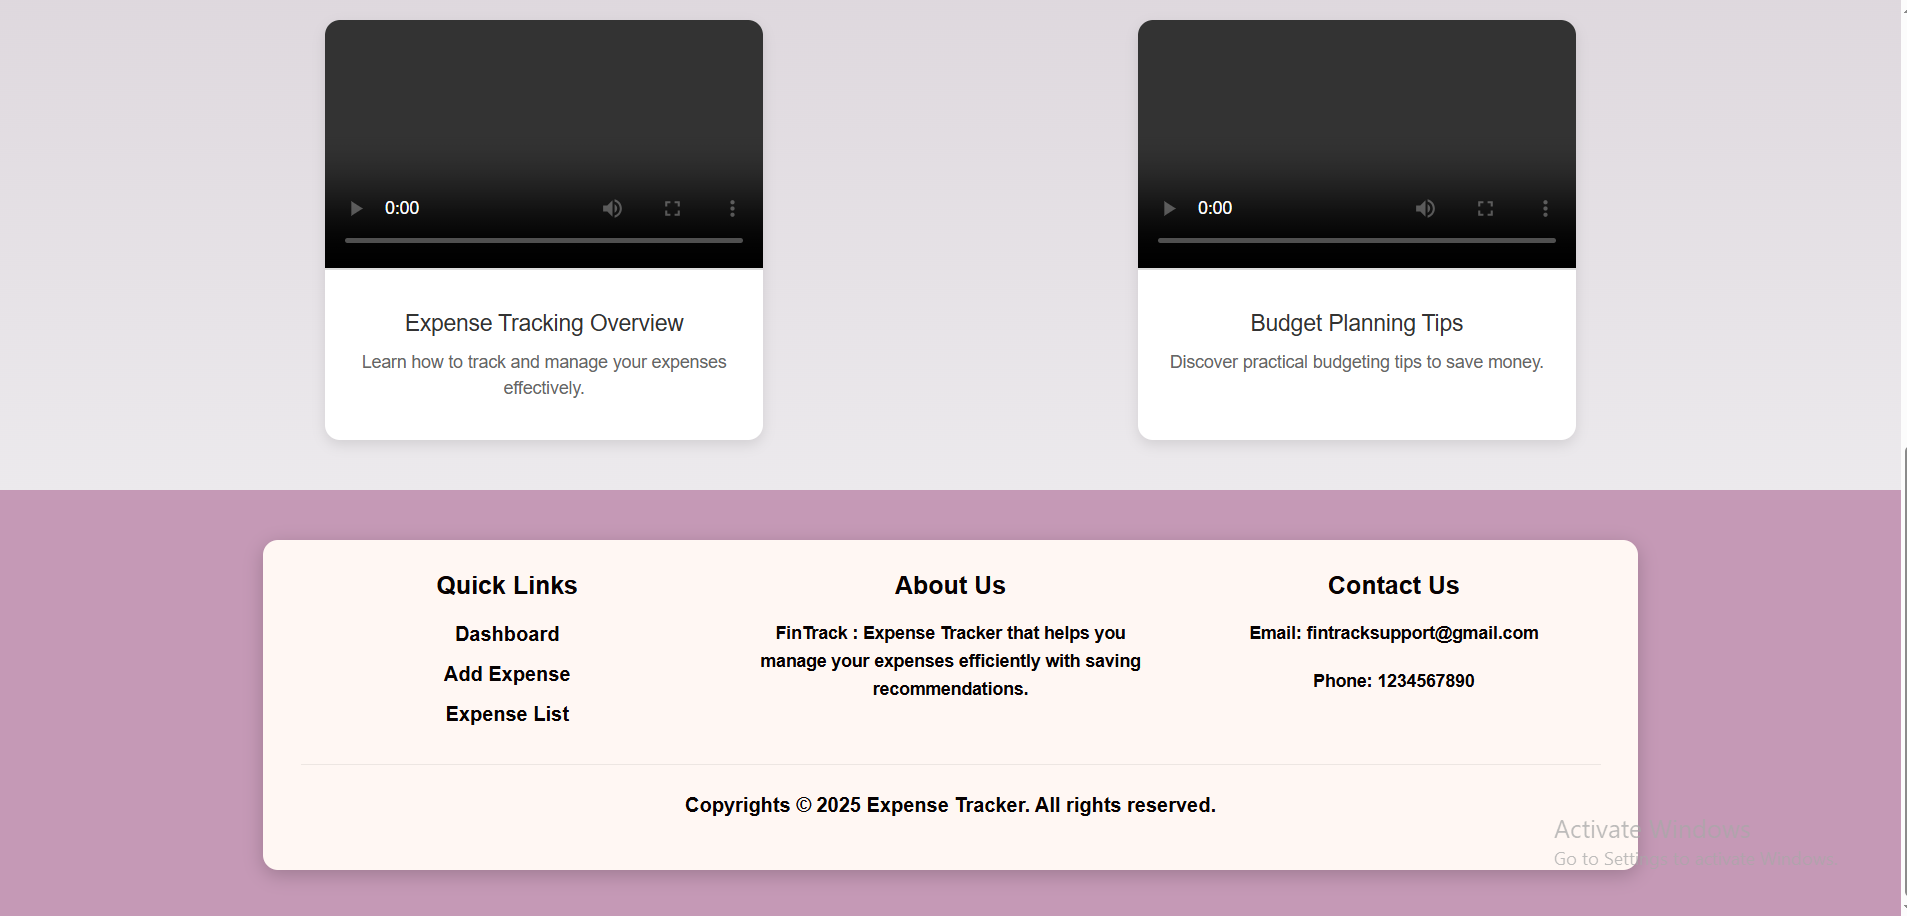 0:00
0:00
Expense Tracking Overview
Learn how to track and manage your expenses
effectively.
Budget Planning Tips
Discover practical budgeting tips to save money.
Quick Links
Dashboard
Add Expense
Expense List
About Us
FinTrack : Expense Tracker that helps you
manage your expenses efficiently with saving
recommendations.
Contact Us
Email: fintracksupport@gmail.com
Phone: 1234567890
Copyrights © 2025 Expense Tracker. All rights reserved.
Activate Windows
Go to